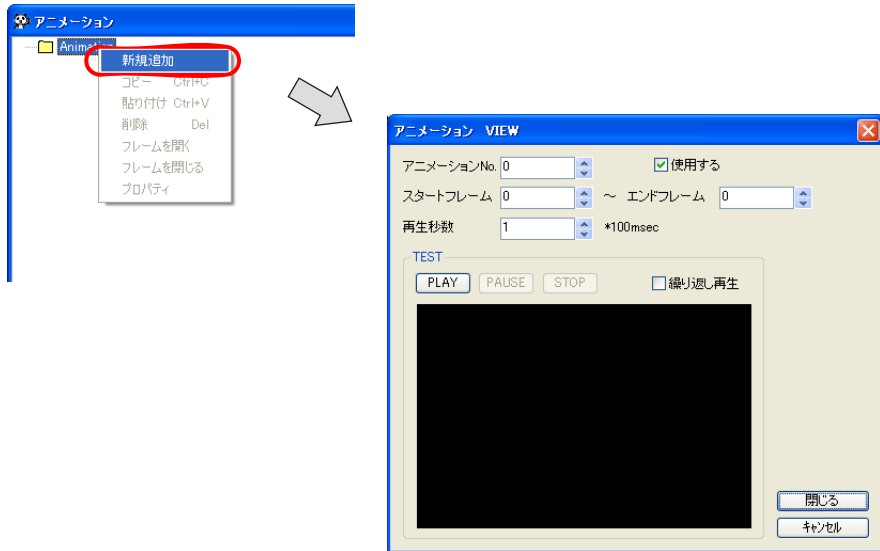 アニメーション
Animation
新規追加
コピー Ctrl+C
貼り付け Ctrl+V
削除 Del
フレームを開く
フレームを閉じる
プロパティ
アニメーション VIEW
アニメーションNo. 0 使用する
スタートフレーム 0 ～ エンドフレーム 0
再生秒数 1 *100msec
TEST
PLAY PAUSE STOP 繰り返し再生
閉じる
キャンセル